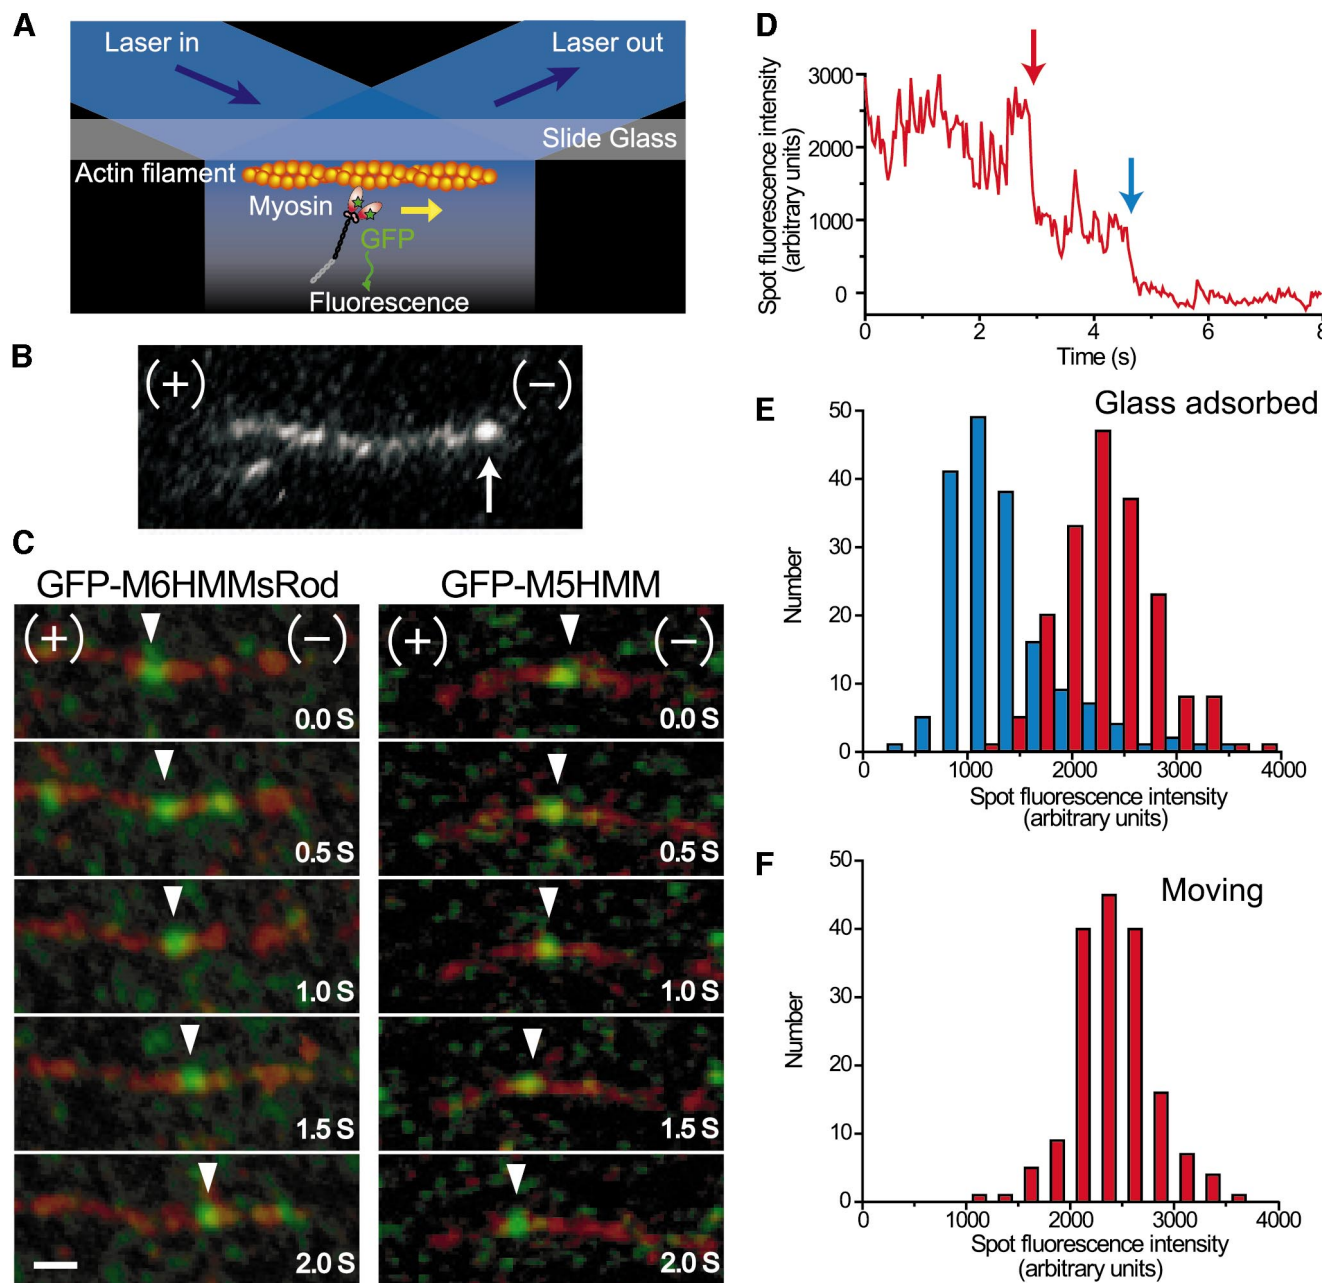 A
Laser in
Laser out
Slide Glass
Actin filament
Myosin
GFP
Fluorescence
B
(+)
(−)
C
GFP-M6HMMsRod
GFP-M5HMM
(+)
(−)
(+)
(−)
0.0 S
0.0 S
0.5 S
0.5 S
1.0 S
1.0 S
1.5 S
1.5 S
2.0 S
2.0 S
D
Spot fluorescence intensity
(arbitrary units)
3000
2000
1000
0
0
2
4
6
8
Time (s)
E
Glass adsorbed
Number
50
40
30
20
10
0
0
1000
2000
3000
4000
Spot fluorescence intensity
(arbitrary units)
F
Moving
Number
50
40
30
20
10
0
0
1000
2000
3000
4000
Spot fluorescence intensity
(arbitrary units)